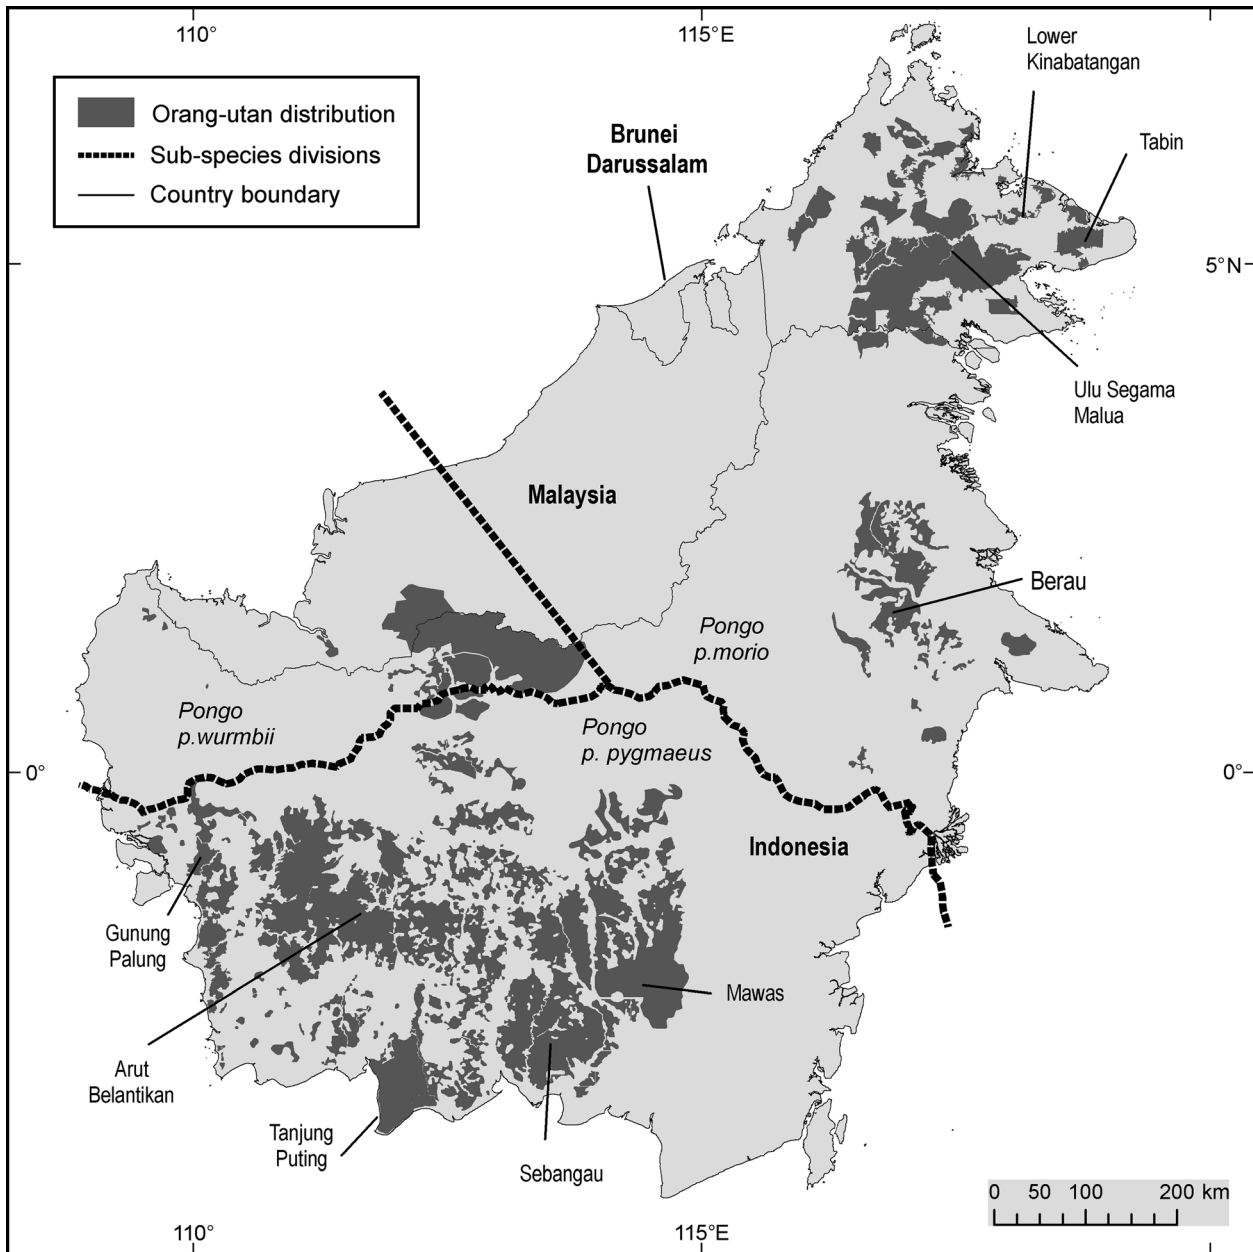 110°
115°E
Lower
Kinabatangan
Orang-utan distribution
Sub-species divisions
Country boundary
Brunei
Darussalam
Tabin
5°N
Ulu Segama
Malua
Malaysia
Berau
Pongo
p.morio
Pongo
p.wurmbii
Pongo
p. pygmaeus
0°
0°
Indonesia
Gunung
Palung
Mawas
Arut
Belantikan
Tanjung
Puting
Sebangau
0 50 100 200 km
110°
115°E